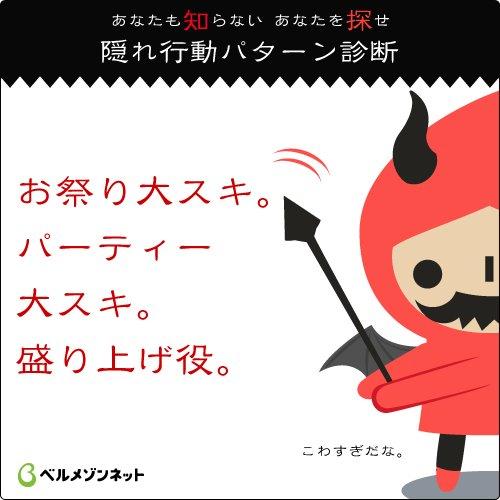 あなたも知らない あなたを探せ
隠れ行動パターン診断
お祭り大スキ。
パーティー
大スキ。
盛り上げ役。
こわすぎだな。
ベルメゾンネット